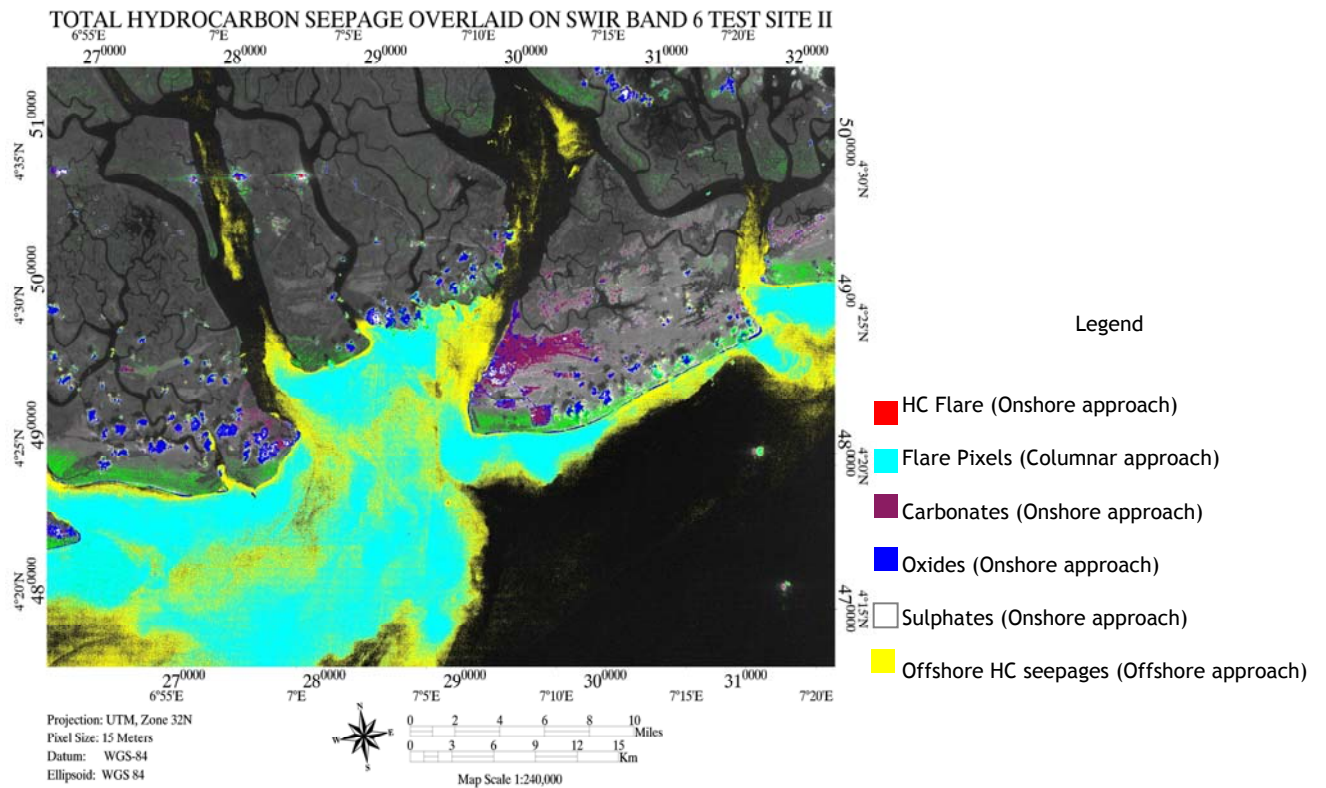 TOTAL HYDROCARBON SEEPAGE OVERLAID ON SWIR BAND 6 TEST SITE II
6°55'E 7°E 7°5'E 7°10'E 7°15'E 7°20'E
27⁰⁰⁰⁰ 28⁰⁰⁰⁰ 29⁰⁰⁰⁰ 30⁰⁰⁰⁰ 31⁰⁰⁰⁰ 32⁰⁰⁰⁰
51⁰⁰⁰⁰
4°35'N
50⁰⁰⁰⁰
4°30'N
49⁰⁰⁰⁰
4°25'N
48⁰⁰⁰⁰
4°20'N
50⁰⁰⁰⁰
4°30'N
49⁰⁰⁰⁰
4°25'N
48⁰⁰⁰⁰
4°20'N
47⁰⁰⁰⁰
4°15'N
27⁰⁰⁰⁰ 28⁰⁰⁰⁰ 29⁰⁰⁰⁰ 30⁰⁰⁰⁰ 31⁰⁰⁰⁰
6°55'E 7°E 7°5'E 7°10'E 7°15'E 7°20'E
Legend
HC Flare (Onshore approach)
Flare Pixels (Columnar approach)
Carbonates (Onshore approach)
Oxides (Onshore approach)
Sulphates (Onshore approach)
Offshore HC seepages (Offshore approach)
Projection: UTM, Zone 32N
Pixel Size: 15 Meters
Datum: WGS-84
Ellipsoid: WGS 84
N
W E
S
0 2 4 6 8 10
Miles
0 3 6 9 12 15
Km
Map Scale 1:240,000